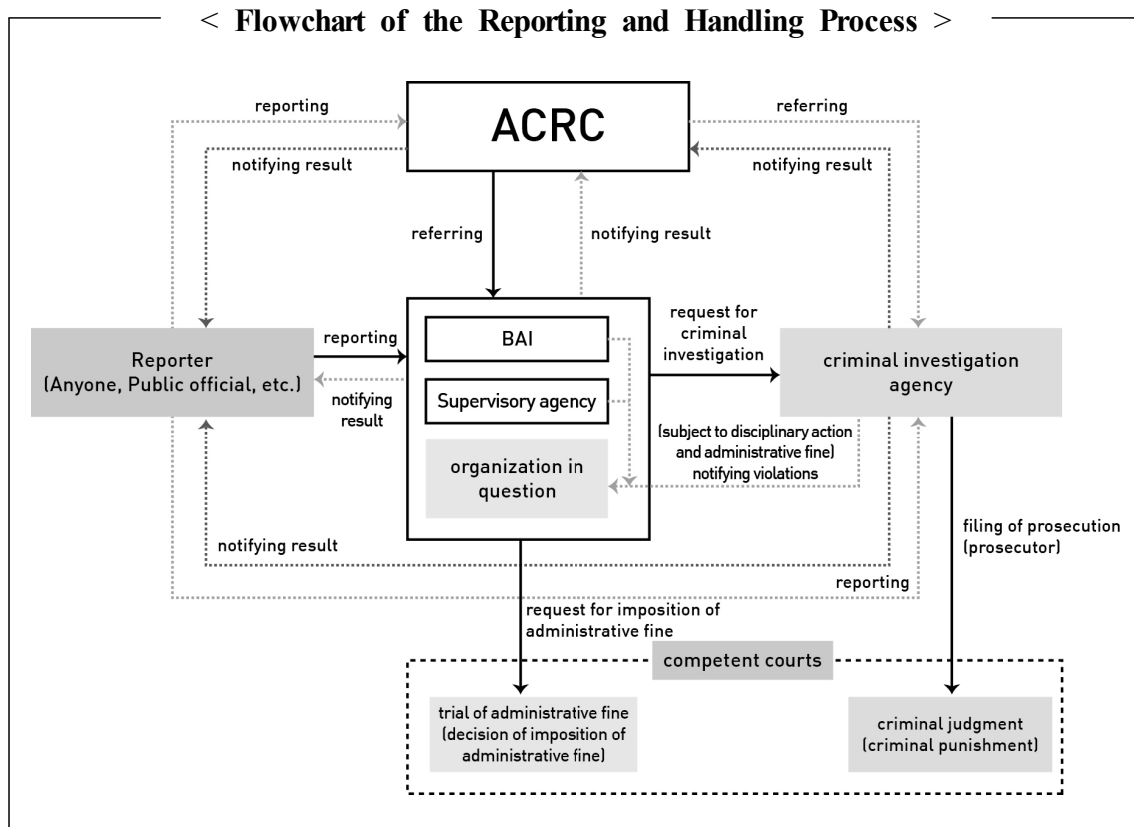 < Flowchart of the Reporting and Handling Process >
reporting
ACRC
referring
notifying result
notifying result
referring
notifying result
request for
criminal
investigation
BAI
reporting
Reporter
(Anyone, Public official, etc.)
criminal investigation
agency
notifying
result
Supervisory agency
(subject to disciplinary action
and administrative fine)
notifying violations
organization in
question
filing of prosecution
(prosecutor)
notifying result
reporting
request for imposition of
administrative fine
competent courts
trial of administrative fine
(decision of imposition of
administrative fine)
criminal judgment
(criminal punishment)